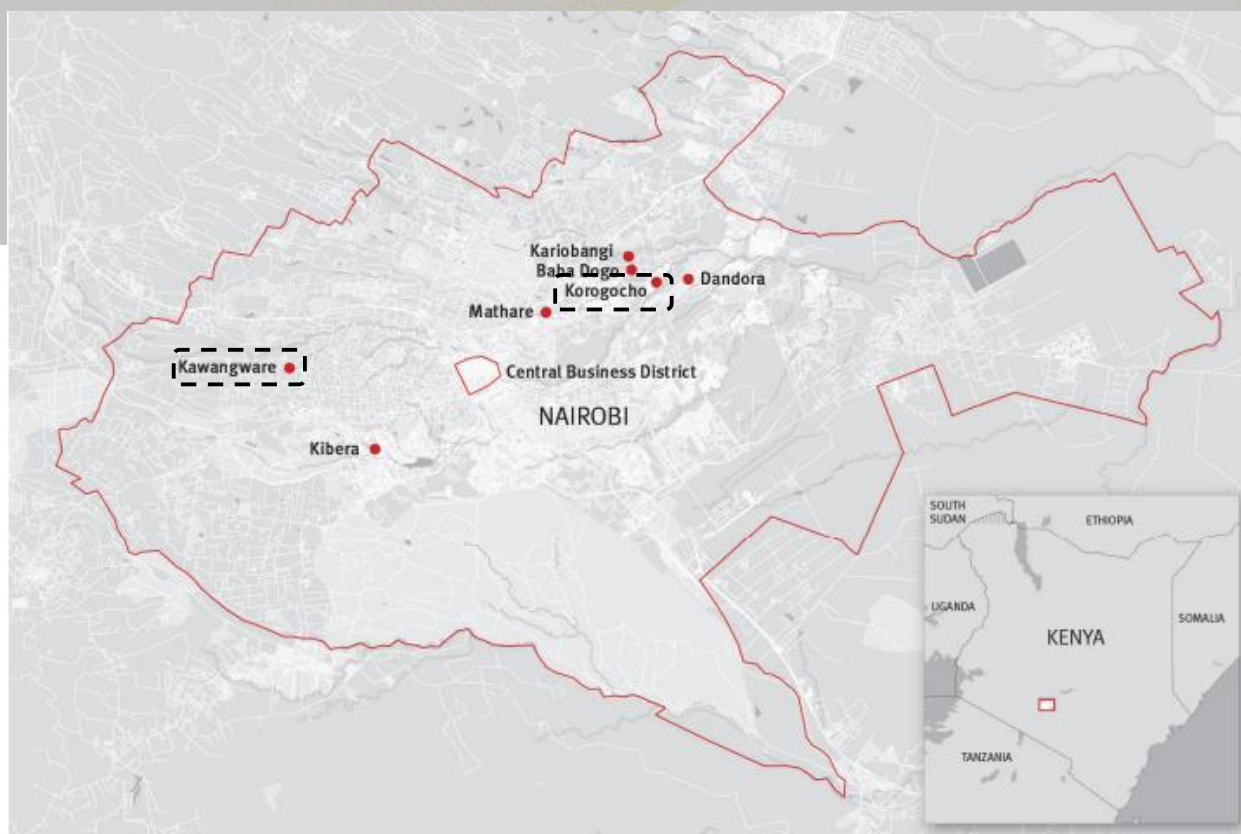 Kariobangi
Baba Dogo
Korogocho
Dandora
Mathare
Kawangware
Central Business District
NAIROBI
Kibera
SOUTH
SUDAN
ETHIOPIA
UGANDA
SOMALIA
KENYA
TANZANIA